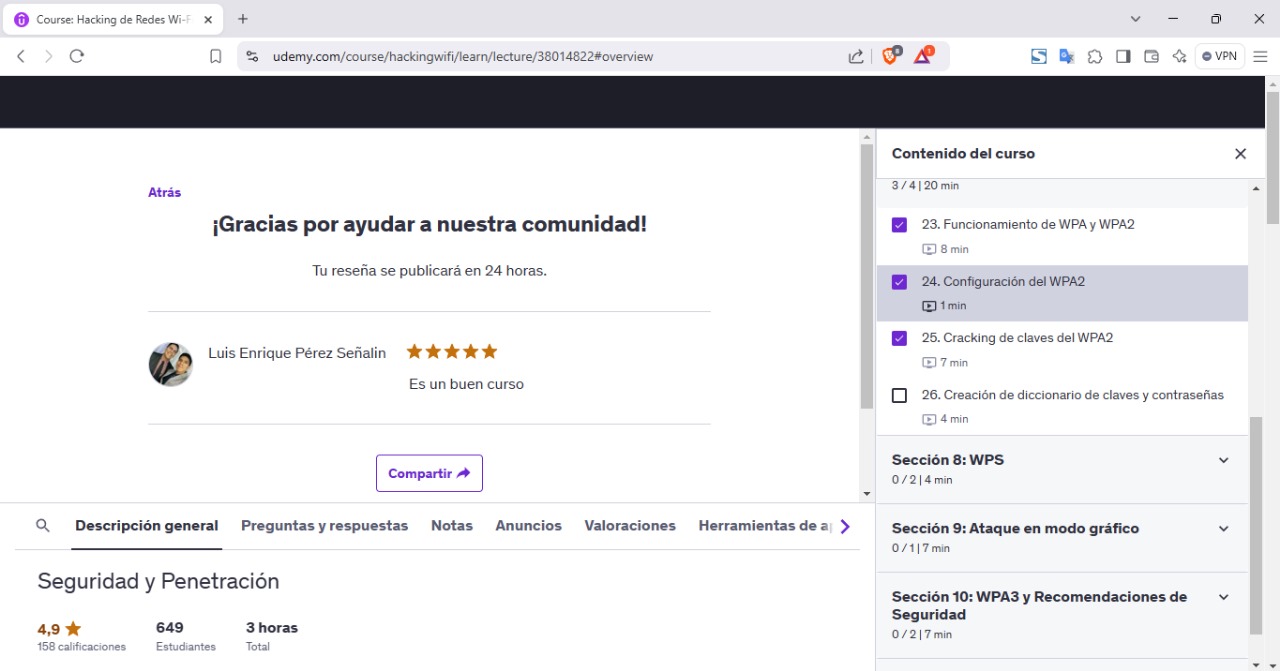 Course: Hacking de Redes Wi-F
udemy.com/course/hackingwifi/learn/lecture/38014822#overview
VPN
Atrás
¡Gracias por ayudar a nuestra comunidad!
Tu reseña se publicará en 24 horas.
Luis Enrique Pérez Señalin
Es un buen curso
Compartir
Descripción general
Preguntas y respuestas
Notas
Anuncios
Valoraciones
Herramientas de a
Seguridad y Penetración
4,9
158 calificaciones
649
Estudiantes
3 horas
Total
Contenido del curso
3 / 4 | 20 min
23. Funcionamiento de WPA y WPA2
8 min
24. Configuración del WPA2
1 min
25. Cracking de claves del WPA2
7 min
26. Creación de diccionario de claves y contraseñas
4 min
Sección 8: WPS
0 / 2 | 4 min
Sección 9: Ataque en modo gráfico
0 / 1 | 7 min
Sección 10: WPA3 y Recomendaciones de
Seguridad
0 / 2 | 7 min